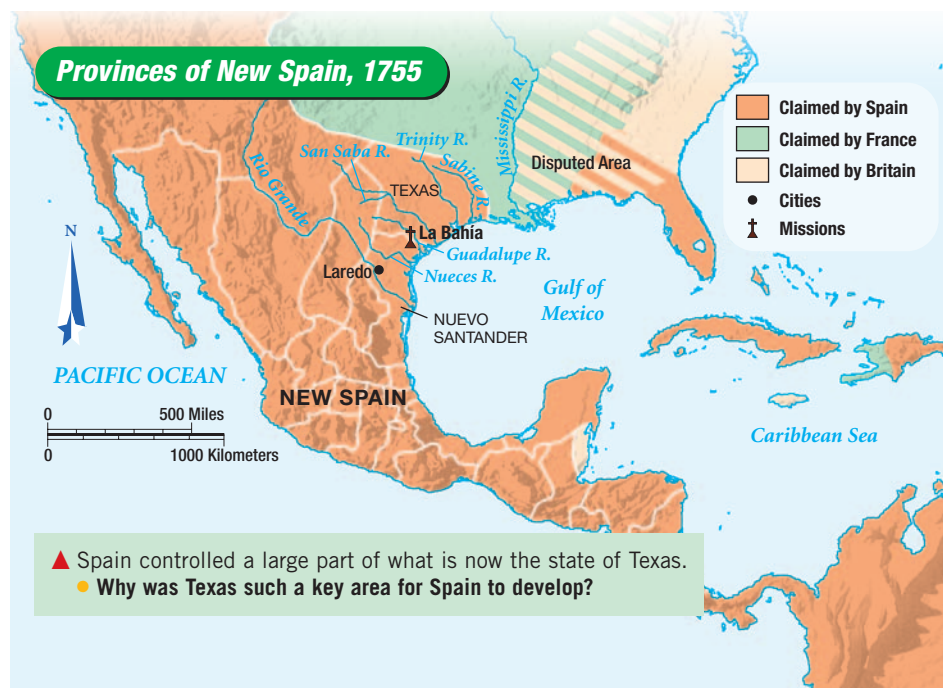 Provinces of New Spain, 1755
Claimed by Spain
Claimed by France
Claimed by Britain
Cities
Missions
Mississippi R.
Disputed Area
Trinity R.
San Saba R.
Sabine R.
Rio Grande
TEXAS
La Bahía
Guadalupe R.
Laredo
Nueces R.
N
Gulf of
Mexico
NUEVO
SANTANDER
PACIFIC OCEAN
NEW SPAIN
0 500 Miles
0 1000 Kilometers
Caribbean Sea
Spain controlled a large part of what is now the state of Texas.
Why was Texas such a key area for Spain to develop?